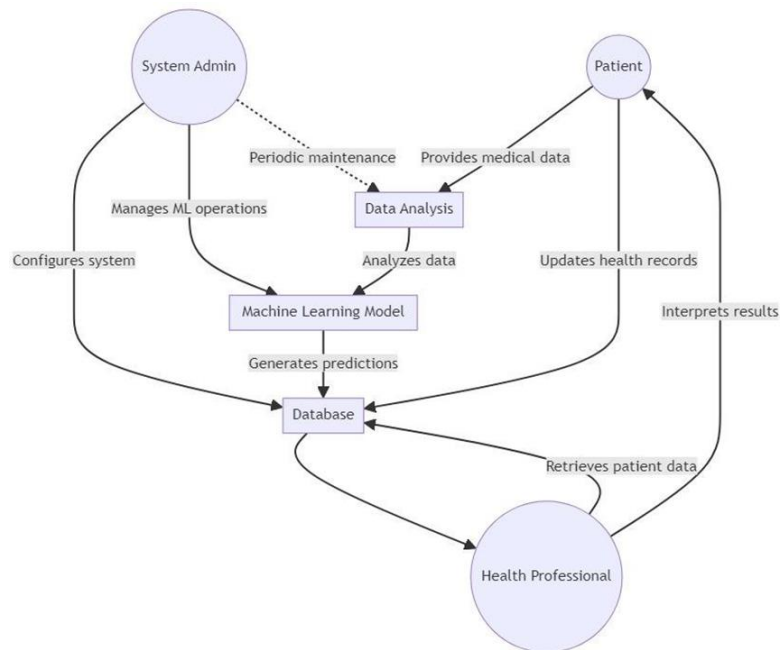 System Admin
Patient
Periodic maintenance
Provides medical data
Manages ML operations
Data Analysis
Configures system
Analyzes data
Updates health records
Machine Learning Model
Interprets results
Generates predictions
Database
Retrieves patient data
Health Professional